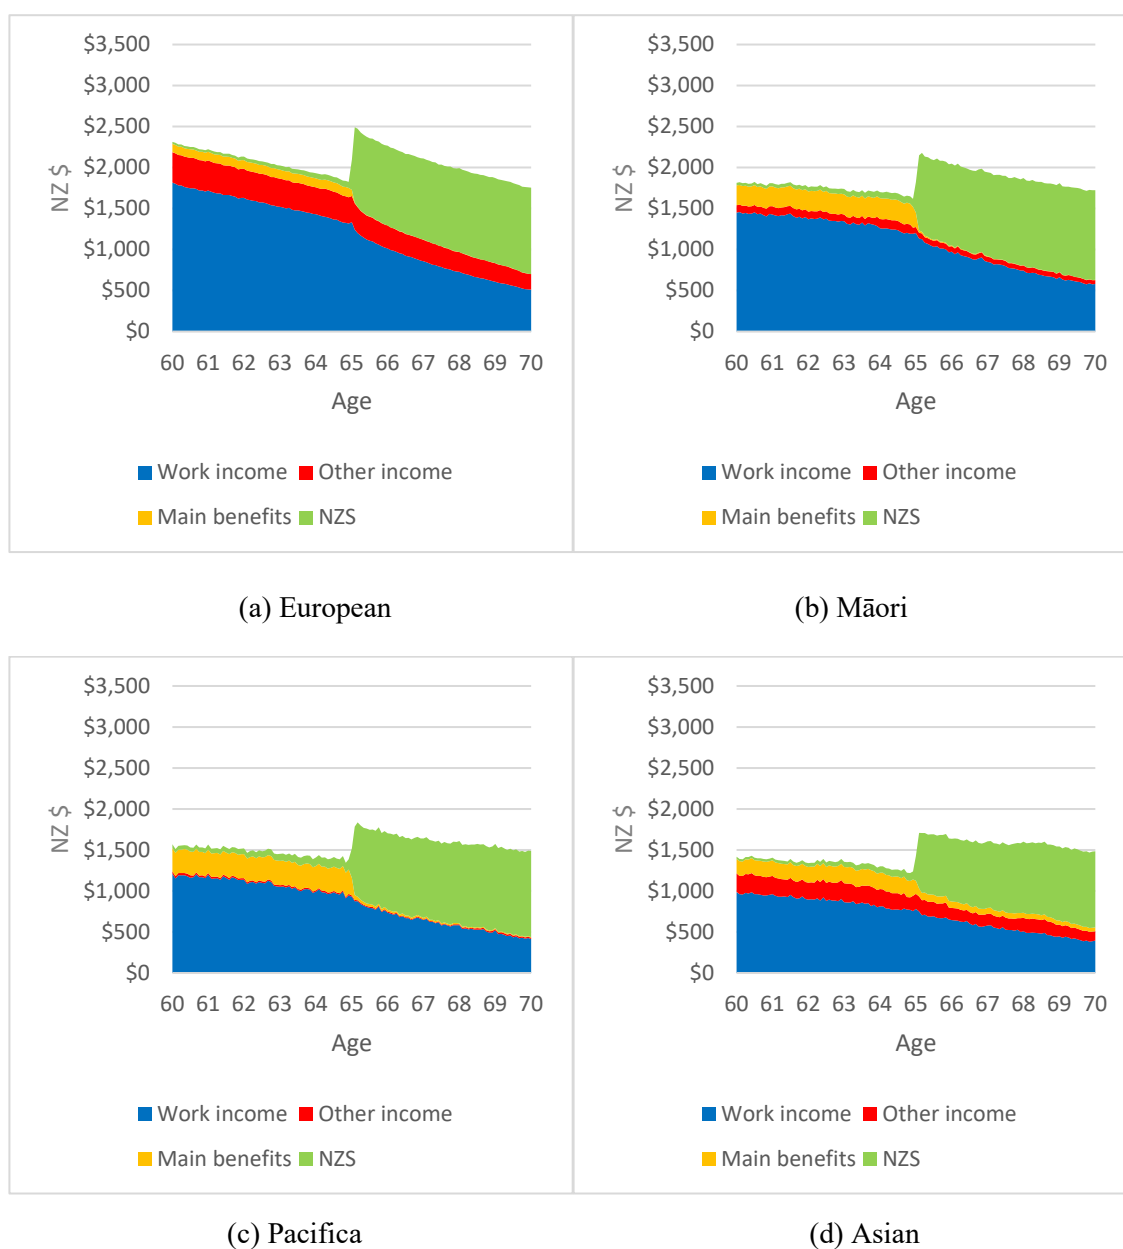 $3,500
$3,000
$2,500
$2,000
$1,500
$1,000
$500
$0
NZ $
60 61 62 63 64 65 66 67 68 69 70
Age
Work income Other income
Main benefits NZS
(a) European
$3,500
$3,000
$2,500
$2,000
$1,500
$1,000
$500
$0
NZ $
60 61 62 63 64 65 66 67 68 69 70
Age
Work income Other income
Main benefits NZS
(b) Māori
$3,500
$3,000
$2,500
$2,000
$1,500
$1,000
$500
$0
NZ $
60 61 62 63 64 65 66 67 68 69 70
Age
Work income Other income
Main benefits NZS
(c) Pacifica
$3,500
$3,000
$2,500
$2,000
$1,500
$1,000
$500
$0
NZ $
60 61 62 63 64 65 66 67 68 69 70
Age
Work income Other income
Main benefits NZS
(d) Asian